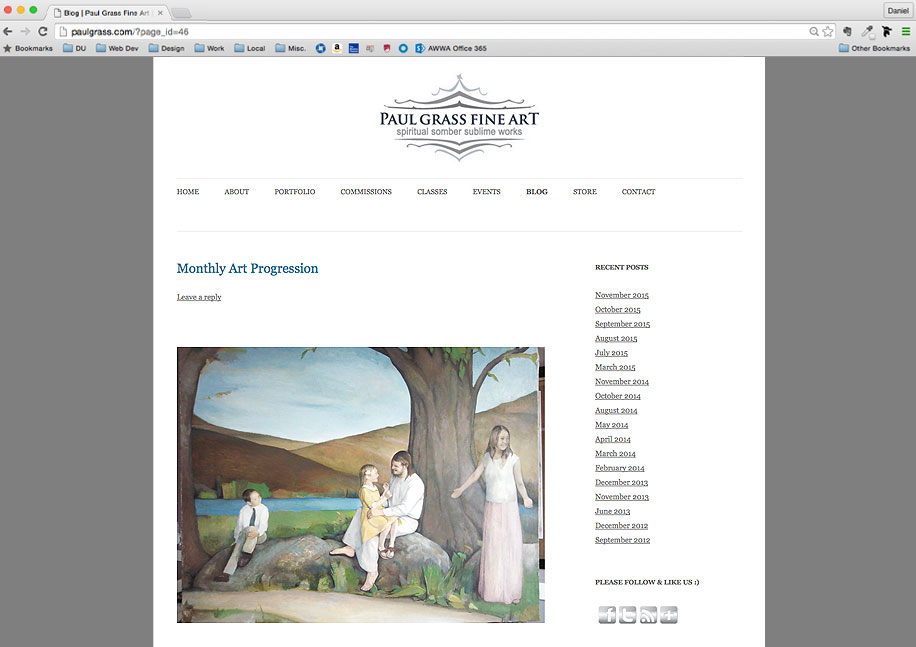 Blog | Paul Grass Fine Art
Daniel
paulgrass.com/?page_id=46
Bookmarks DU Web Dev Design Work Local Misc. AWWA Office 365 Other Bookmarks
PAUL GRASS FINE ART
spiritual somber sublime works
HOME ABOUT PORTFOLIO COMMISSIONS CLASSES EVENTS BLOG STORE CONTACT
Monthly Art Progression
Leave a reply
RECENT POSTS
November 2015
October 2015
September 2015
August 2015
July 2015
March 2015
November 2014
October 2014
August 2014
May 2014
April 2014
March 2014
February 2014
December 2013
November 2013
June 2013
December 2012
September 2012
PLEASE FOLLOW & LIKE US :)